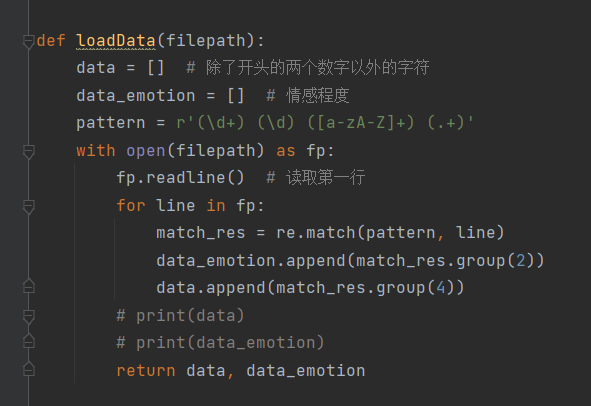 def loadData(filepath):
    data = []  # 除了开头的两个数字以外的字符
    data_emotion = []  # 情感程度
    pattern = r'(\d+) (\d) ([a-zA-Z]+) (.+)'
    with open(filepath) as fp:
        fp.readline()  # 读取第一行
        for line in fp:
            match_res = re.match(pattern, line)
            data_emotion.append(match_res.group(2))
            data.append(match_res.group(4))
        # print(data)
        # print(data_emotion)
        return data, data_emotion